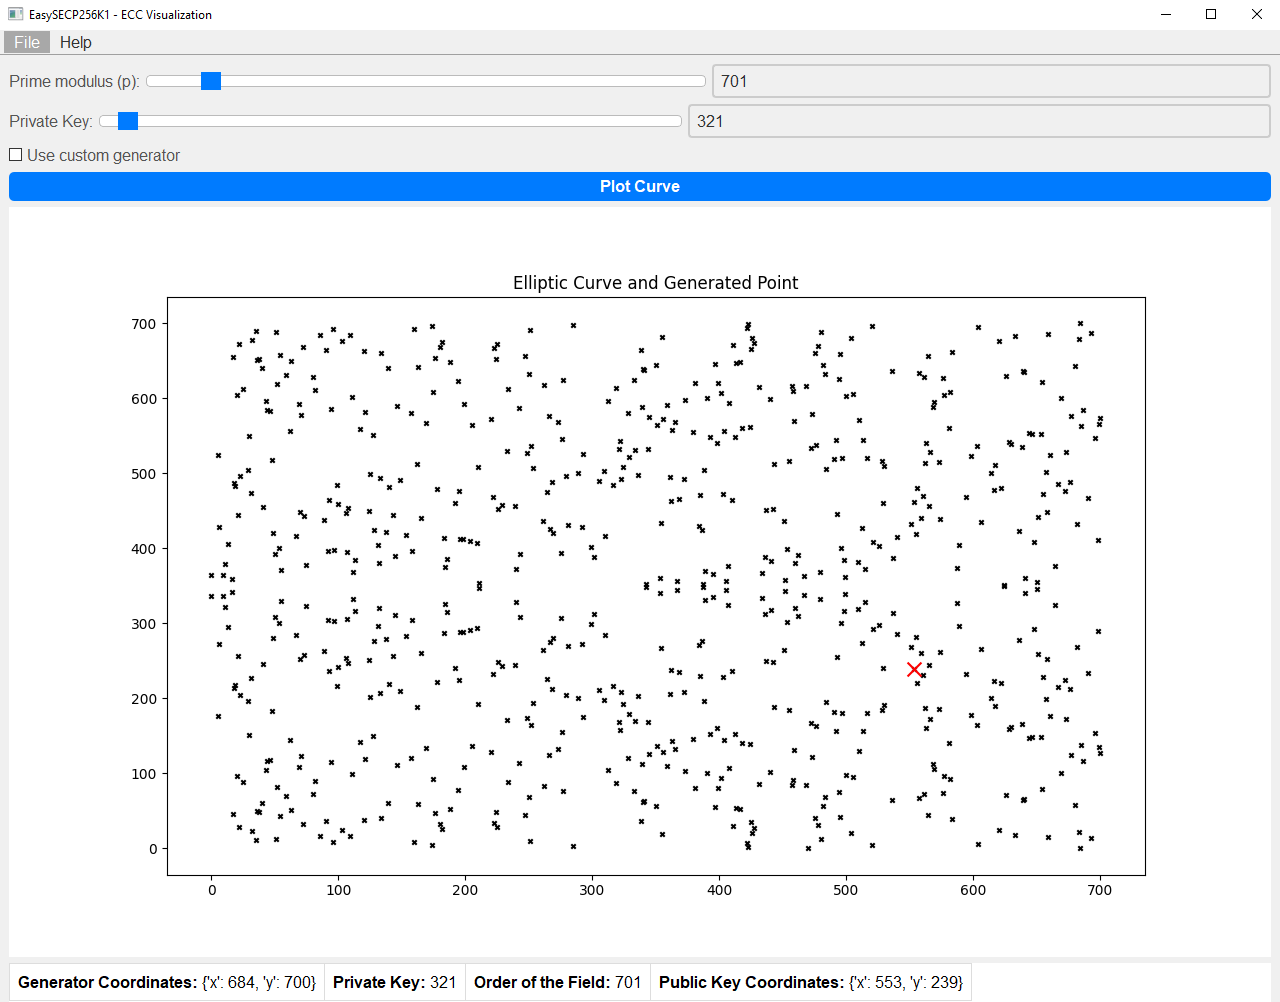 EasySECP256K1 - ECC Visualization
File Help
Prime modulus (p): 701
Private Key: 321
Use custom generator
Plot Curve
Elliptic Curve and Generated Point
700
600
500
400
300
200
100
0
0 100 200 300 400 500 600 700
Generator Coordinates: {'x': 684, 'y': 700} Private Key: 321 Order of the Field: 701 Public Key Coordinates: {'x': 553, 'y': 239}